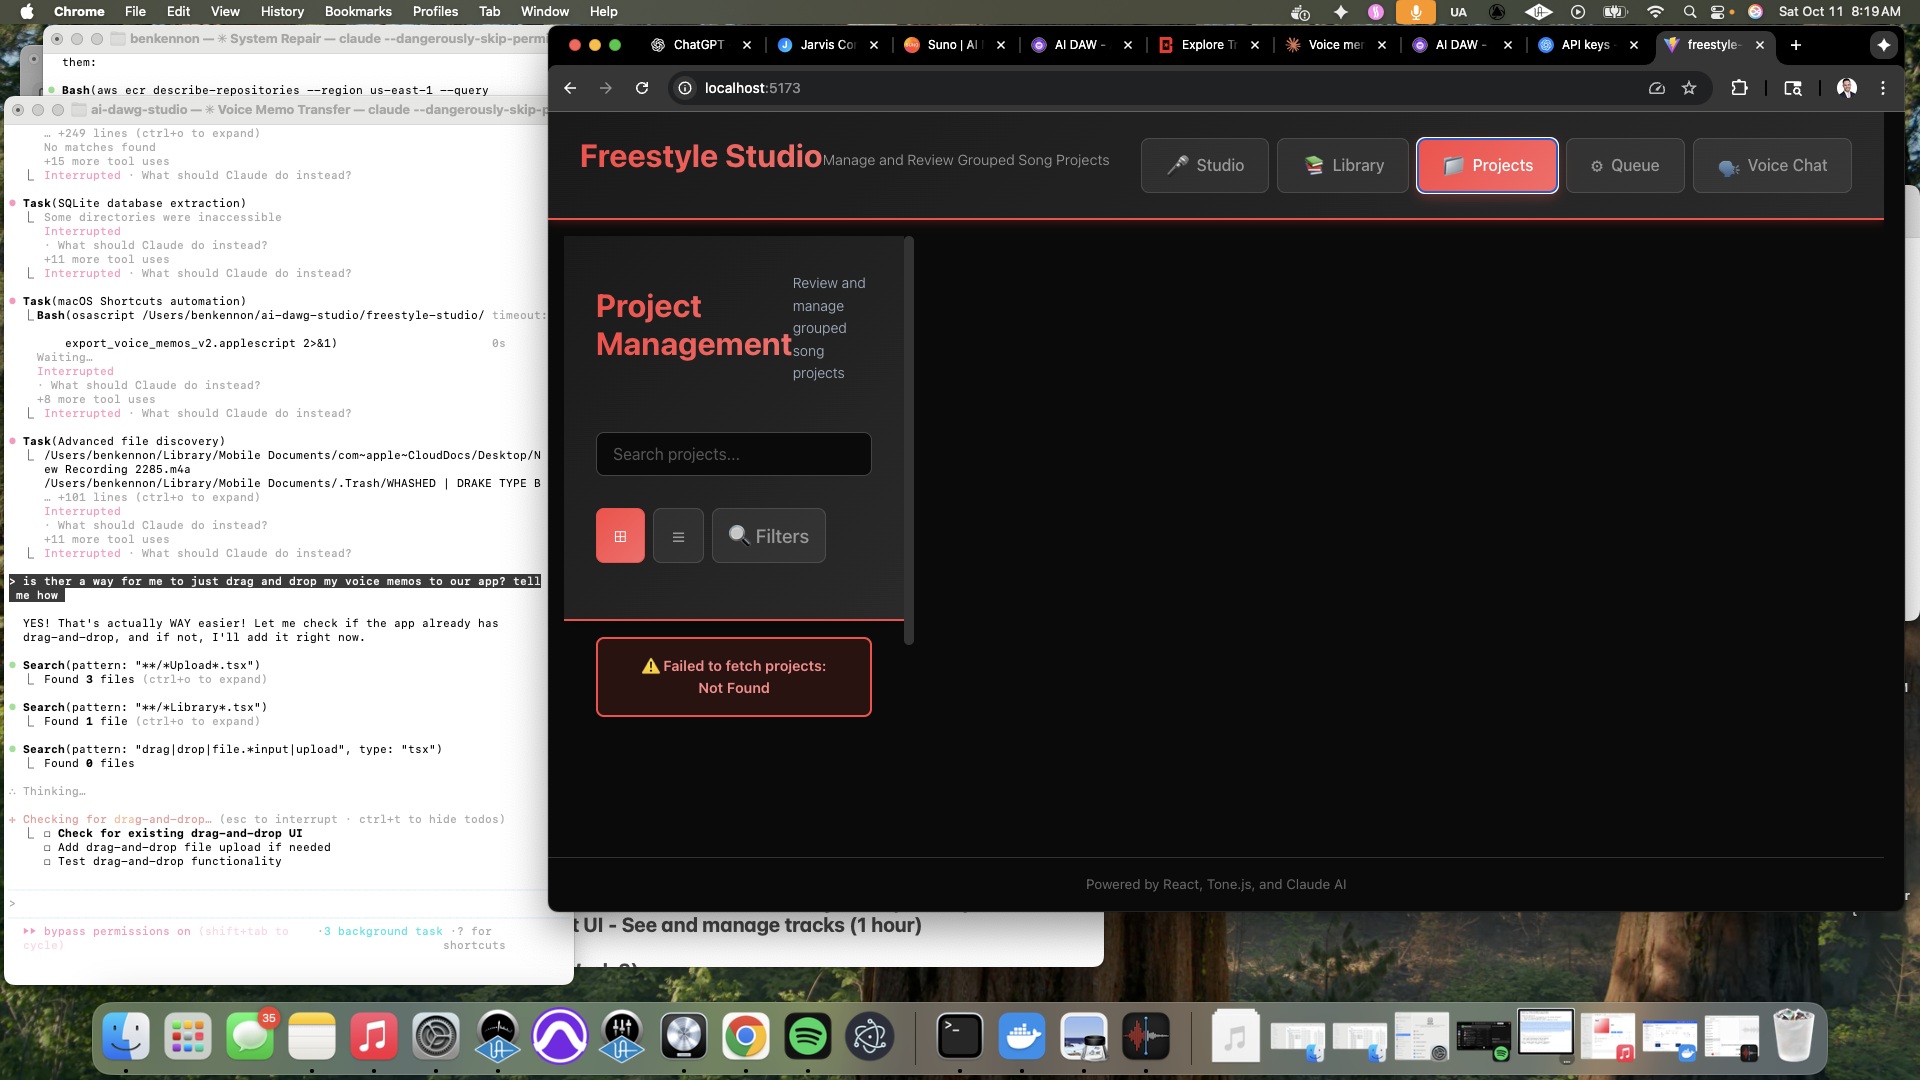 Chrome File Edit View History Bookmarks Profiles Tab Window Help
UA
Sat Oct 11 8:19 AM
benkennon — ✳ System Repair — claude --dangerously-skip-perm
them:
Bash(aws ecr describe-repositories --region us-east-1 --query
ai-dawg-studio — ✳ Voice Memo Transfer — claude --dangerously-skip-p
… +249 lines (ctrl+o to expand)
No matches found
+15 more tool uses
Interrupted · What should Claude do instead?
Task(SQLite database extraction)
Some directories were inaccessible
Interrupted
· What should Claude do instead?
+11 more tool uses
Interrupted · What should Claude do instead?
Task(macOS Shortcuts automation)
Bash(osascript /Users/benkennon/ai-dawg-studio/freestyle-studio/ timeout:
export_voice_memos_v2.applescript 2>&1) 0s
Waiting…
Interrupted
· What should Claude do instead?
+8 more tool uses
Interrupted · What should Claude do instead?
Task(Advanced file discovery)
/Users/benkennon/Library/Mobile Documents/com~apple~CloudDocs/Desktop/N
ew Recording 2285.m4a
/Users/benkennon/Library/Mobile Documents/.Trash/WHASHED | DRAKE TYPE B
… +101 lines (ctrl+o to expand)
Interrupted
· What should Claude do instead?
+11 more tool uses
Interrupted · What should Claude do instead?
> is ther a way for me to just drag and drop my voice memos to our app? tell
me how
YES! That's actually WAY easier! Let me check if the app already has
drag-and-drop, and if not, I'll add it right now.
Search(pattern: "**/*Upload*.tsx")
Found 3 files (ctrl+o to expand)
Search(pattern: "**/*Library*.tsx")
Found 1 file (ctrl+o to expand)
Search(pattern: "drag|drop|file.*input|upload", type: "tsx")
Found 0 files
∴ Thinking…
Checking for drag-and-drop… (esc to interrupt · ctrl+t to hide todos)
Check for existing drag-and-drop UI
Add drag-and-drop file upload if needed
Test drag-and-drop functionality
>
bypass permissions on (shift+tab to cycle) · 3 background task · ? for shortcuts
ChatGPT
Jarvis Co
Suno | AI
AI DAW -
Explore T
Voice me
AI DAW -
API keys
freestyle-
localhost:5173
Freestyle Studio
Manage and Review Grouped Song Projects
Studio
Library
Projects
Queue
Voice Chat
Project
Management
Review and
manage
grouped
song
projects
Search projects...
Filters
Failed to fetch projects:
Not Found
Powered by React, Tone.js, and Claude AI
t UI - See and manage tracks (1 hour)
35